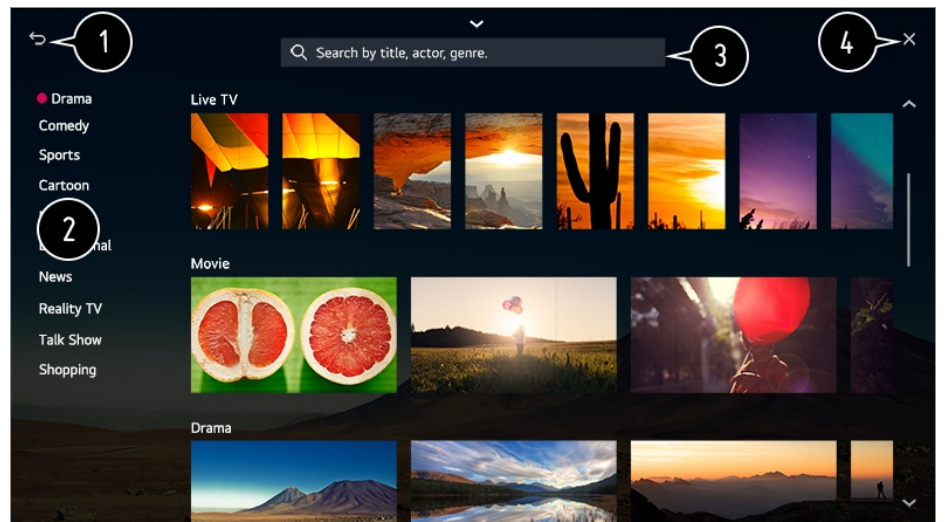 1
4
Search by title, actor, genre.
3
Drama
Live TV
Comedy
Sports
Cartoon
2
News
Movie
Reality TV
Talk Show
Shopping
Drama